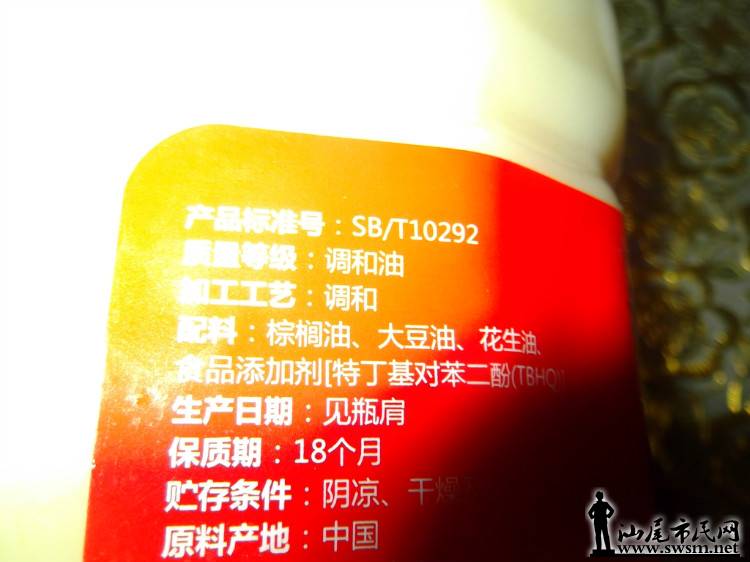 产品标准号：SB/T10292
质量等级：调和油
加工工艺：调和
配料：棕榈油、大豆油、花生油、
食品添加剂[特丁基对苯二酚(TBHQ)]
生产日期：见瓶肩
保质期：18个月
贮存条件：阴凉、干燥
原料产地：中国
汕尾市民网
www.swsm.net